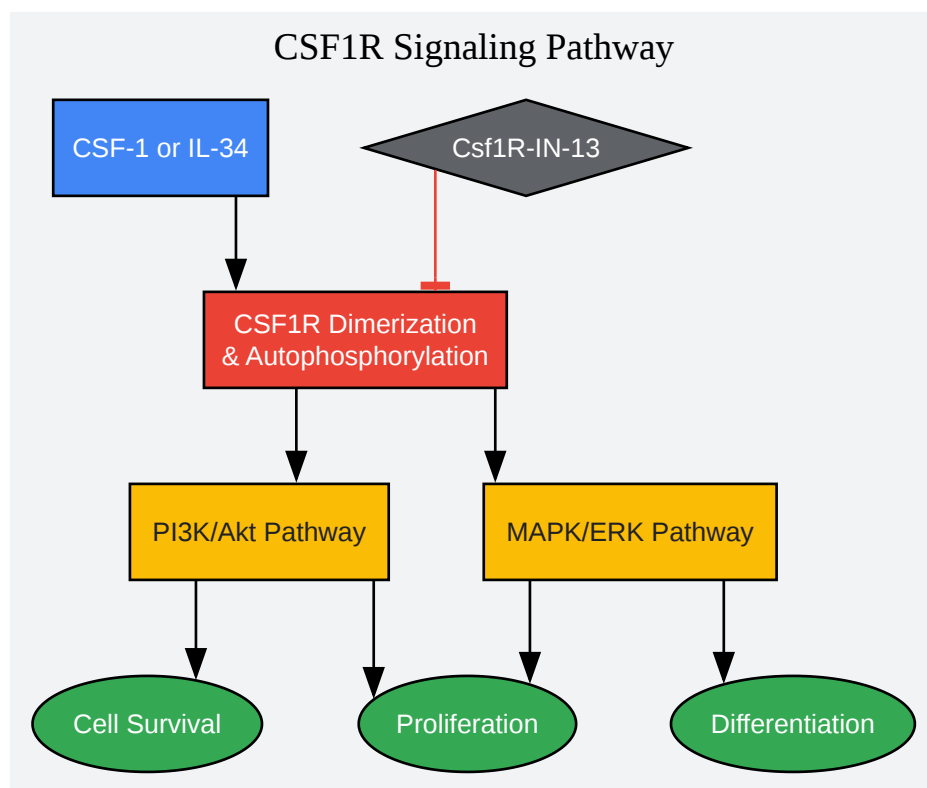 CSF1R Signaling Pathway
CSF-1 or IL-34
Csf1R-IN-13
CSF1R Dimerization
& Autophosphorylation
PI3K/Akt Pathway
MAPK/ERK Pathway
Cell Survival
Proliferation
Differentiation